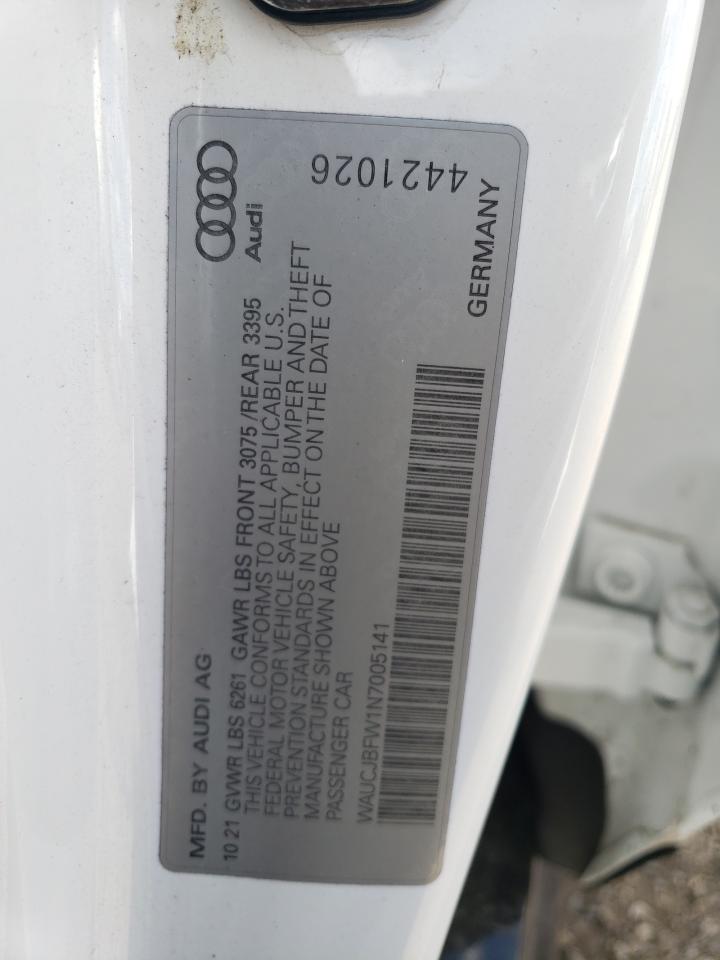 MFD. BY AUDI AG
10 21 GVWR LBS 6261 GAWR LBS FRONT 3075 /REAR 3395
THIS VEHICLE CONFORMS TO ALL APPLICABLE U.S.
FEDERAL MOTOR VEHICLE SAFETY, BUMPER AND THEFT
PREVENTION STANDARDS IN EFFECT ON THE DATE OF
MANUFACTURE SHOWN ABOVE
PASSENGER CAR
WAUCJBFW1N7005141
Audi
4421026
GERMANY